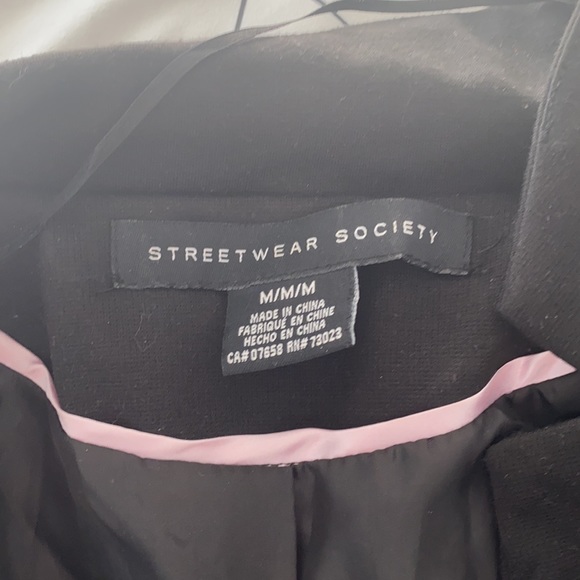 STREETWEAR SOCIETY
M/M/M
MADE IN CHINA
FABRIQUE EN CHINE
HECHO EN CHINA
CA# 07658 RN# 73023